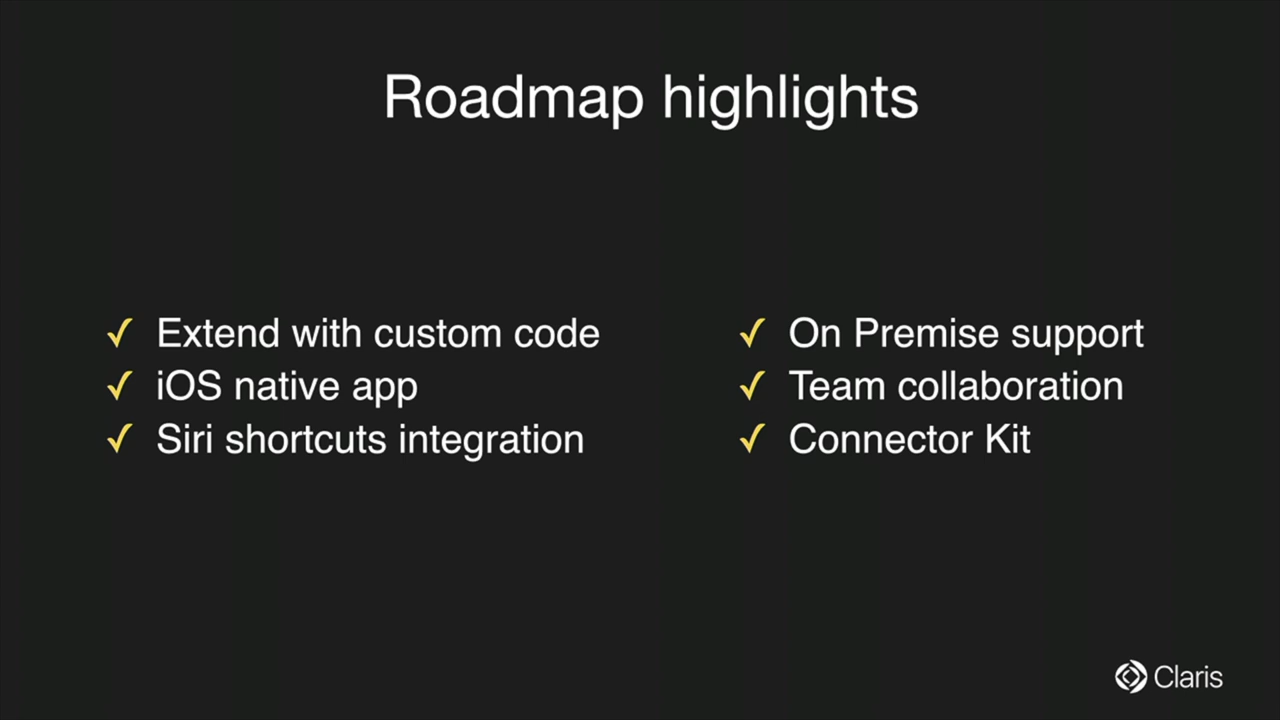 Roadmap highlights
✓ Extend with custom code
✓ iOS native app
✓ Siri shortcuts integration
✓ On Premise support
✓ Team collaboration
✓ Connector Kit
Claris